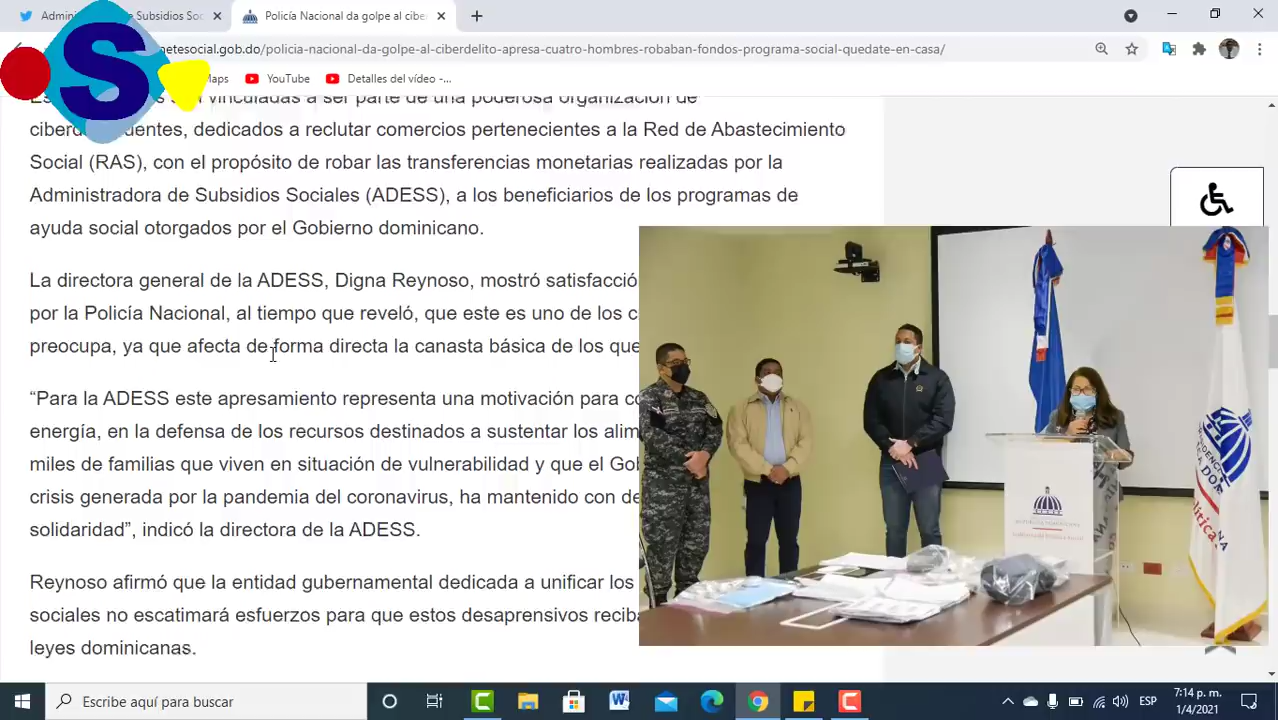 Administradora de Subsidios Soc
Policía Nacional da golpe al ciber
netesocial.gob.do/policia-nacional-da-golpe-al-ciberdelito-apresa-cuatro-hombres-robaban-fondos-programa-social-quedate-en-casa/
Maps YouTube Detalles del vídeo -...
S
vinculadas a ser parte de una poderosa organización de
dedicados a reclutar comercios pertenecientes a la Red de Abastecimiento
Social (RAS), con el propósito de robar las transferencias monetarias realizadas por la
Administradora de Subsidios Sociales (ADESS), a los beneficiarios de los programas de
ayuda social otorgados por el Gobierno dominicano.
La directora general de la ADESS, Digna Reynoso, mostró satisfacció
por la Policía Nacional, al tiempo que reveló, que este es uno de los c
preocupa, ya que afecta de forma directa la canasta básica de los que
“Para la ADESS este apresamiento representa una motivación para co
energía, en la defensa de los recursos destinados a sustentar los alim
miles de familias que viven en situación de vulnerabilidad y que el Gob
crisis generada por la pandemia del coronavirus, ha mantenido con de
solidaridad”, indicó la directora de la ADESS.
Reynoso afirmó que la entidad gubernamental dedicada a unificar los
sociales no escatimará esfuerzos para que estos desaprensivos reciba
leyes dominicanas.
Escribe aquí para buscar
ESP
7:14 p. m.
1/4/2021